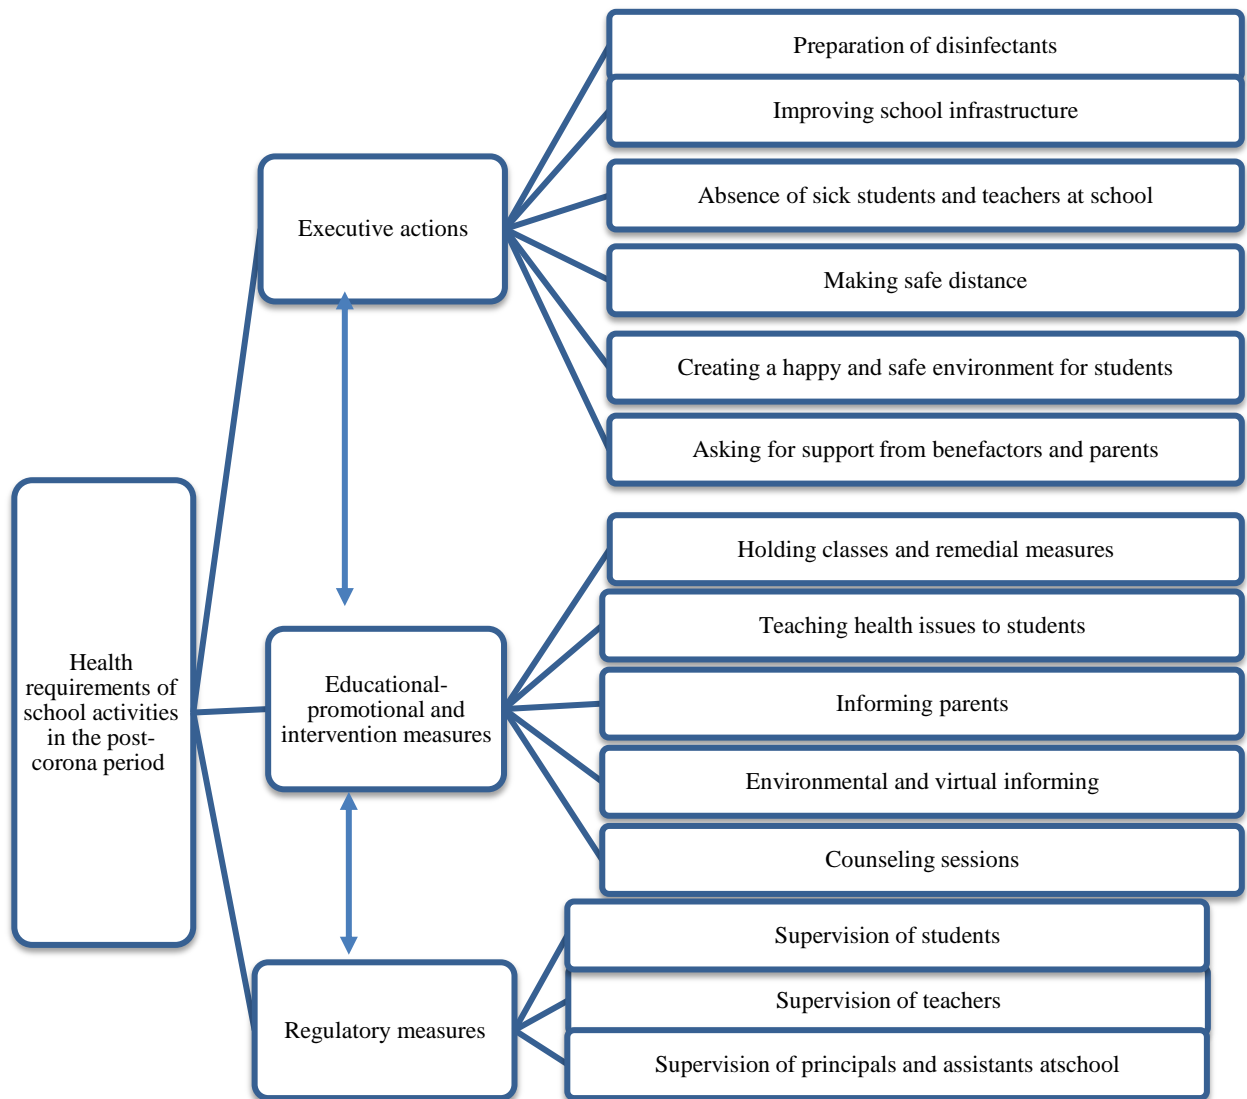 Health
requirements of
school activities
in the post-
corona period
Executive actions
Preparation of disinfectants
Improving school infrastructure
Absence of sick students and teachers at school
Making safe distance
Creating a happy and safe environment for students
Asking for support from benefactors and parents
Educational-
promotional and
intervention measures
Holding classes and remedial measures
Teaching health issues to students
Informing parents
Environmental and virtual informing
Counseling sessions
Regulatory measures
Supervision of students
Supervision of teachers
Supervision of principals and assistants atschool